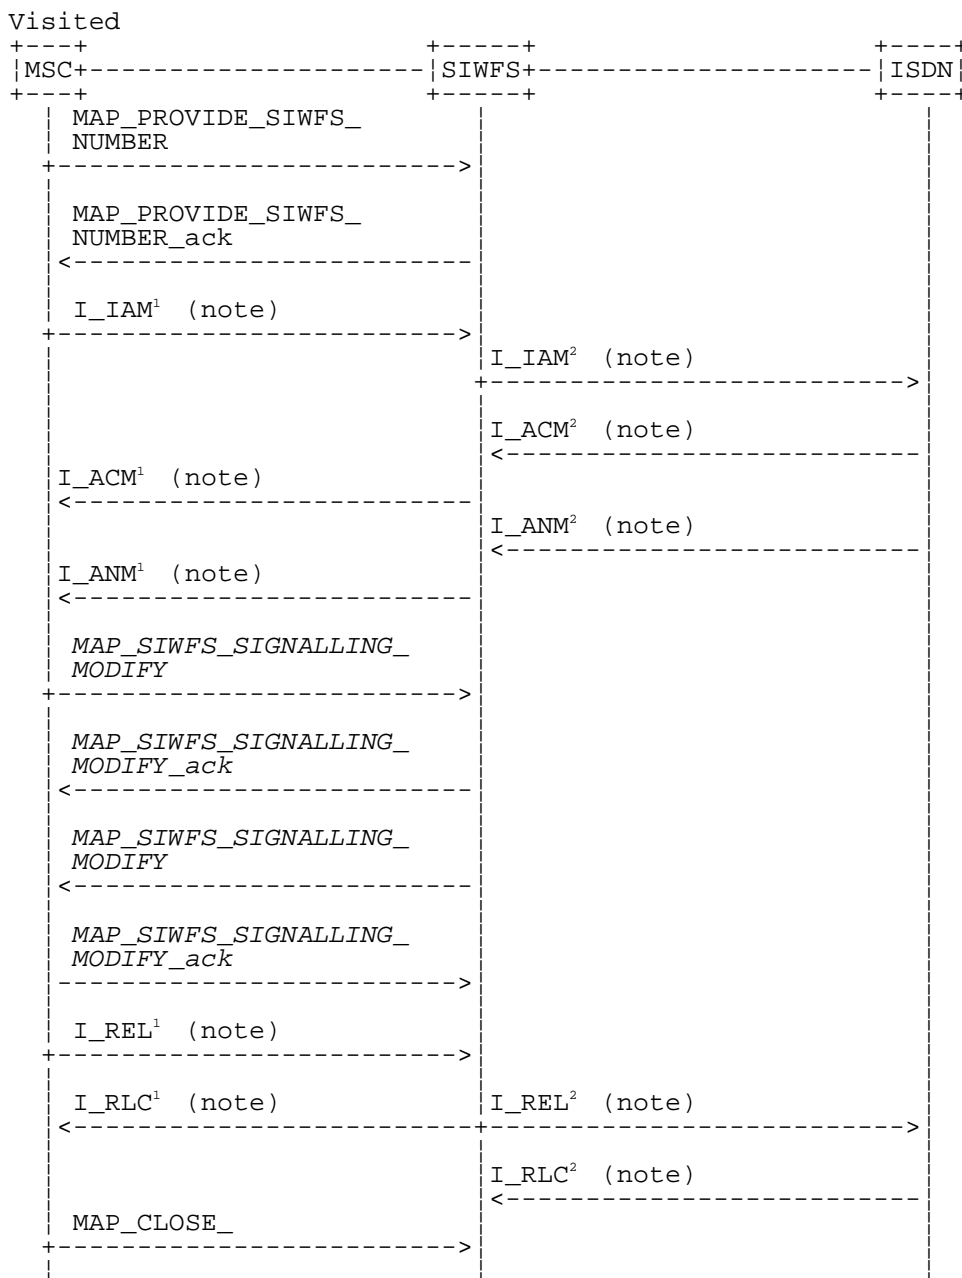 Visited
MSC SIWFS ISDN
MAP_PROVIDE_SIWFS_
NUMBER
MAP_PROVIDE_SIWFS_
NUMBER_ack
I_IAM¹ (note)
I_IAM² (note)
I_ACM² (note)
I_ACM¹ (note)
I_ANM² (note)
I_ANM¹ (note)
MAP_SIWFS_SIGNALLING_
MODIFY
MAP_SIWFS_SIGNALLING_
MODIFY_ack
MAP_SIWFS_SIGNALLING_
MODIFY
MAP_SIWFS_SIGNALLING_
MODIFY_ack
I_REL¹ (note)
I_RLC¹ (note) I_REL² (note)
I_RLC² (note)
MAP_CLOSE_